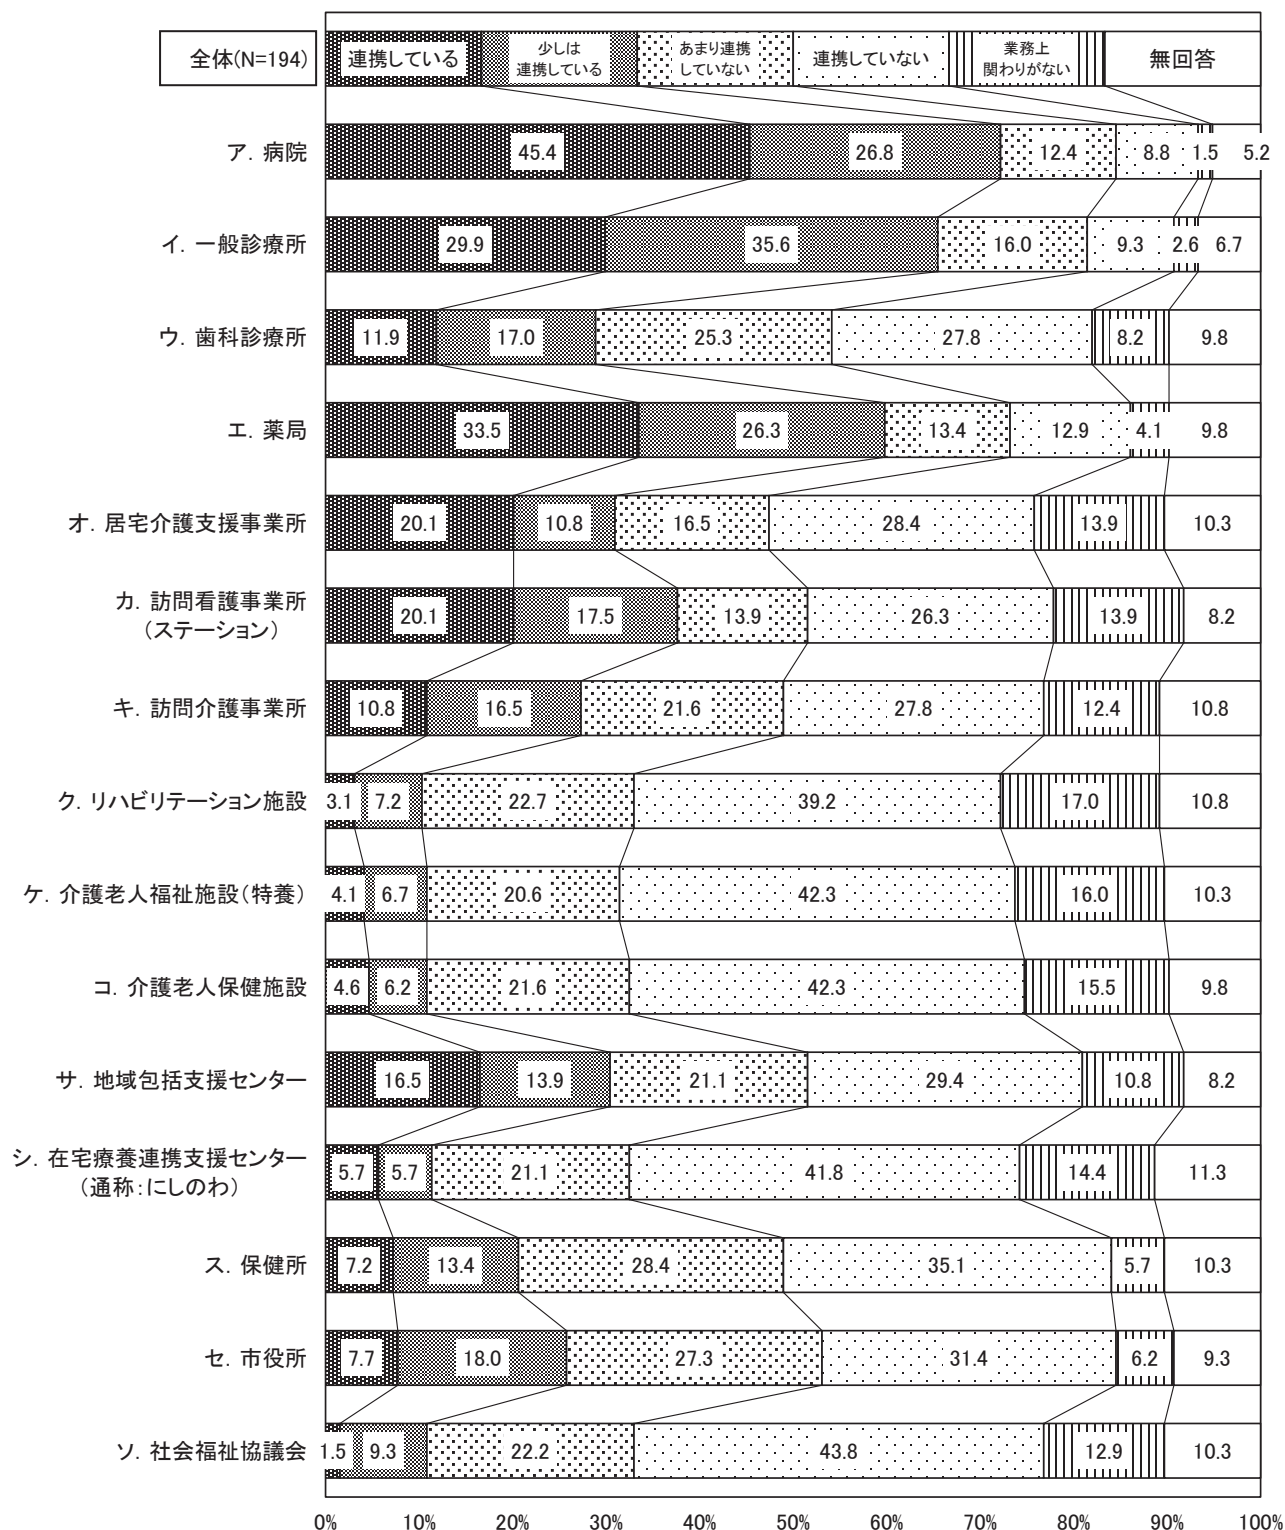 全体(N=194)
連携している
少しは
連携している
あまり連携
していない
連携していない
業務上
関わりがない
無回答
ア. 病院
45.4 26.8 12.4 8.8 1.5 5.2
イ. 一般診療所
29.9 35.6 16.0 9.3 2.6 6.7
ウ. 歯科診療所
11.9 17.0 25.3 27.8 8.2 9.8
エ. 薬局
33.5 26.3 13.4 12.9 4.1 9.8
オ. 居宅介護支援事業所
20.1 10.8 16.5 28.4 13.9 10.3
カ. 訪問看護事業所
(ステーション)
20.1 17.5 13.9 26.3 13.9 8.2
キ. 訪問介護事業所
10.8 16.5 21.6 27.8 12.4 10.8
ク. リハビリテーション施設
3.1 7.2 22.7 39.2 17.0 10.8
ケ. 介護老人福祉施設(特養)
4.1 6.7 20.6 42.3 16.0 10.3
コ. 介護老人保健施設
4.6 6.2 21.6 42.3 15.5 9.8
サ. 地域包括支援センター
16.5 13.9 21.1 29.4 10.8 8.2
シ. 在宅療養連携支援センター
(通称:にしのわ)
5.7 5.7 21.1 41.8 14.4 11.3
ス. 保健所
7.2 13.4 28.4 35.1 5.7 10.3
セ. 市役所
7.7 18.0 27.3 31.4 6.2 9.3
ソ. 社会福祉協議会
1.5 9.3 22.2 43.8 12.9 10.3
0% 10% 20% 30% 40% 50% 60% 70% 80% 90% 100%